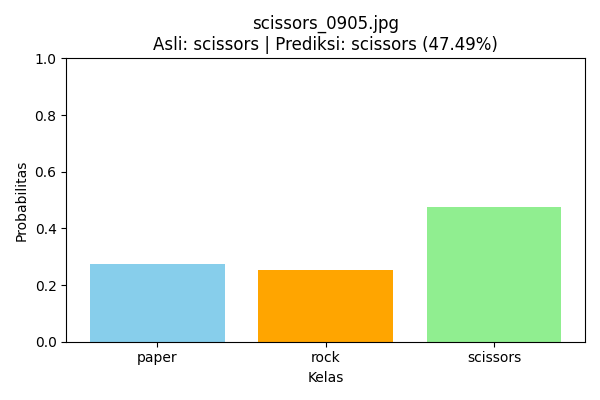 scissors_0905.jpg
Asli: scissors | Prediksi: scissors (47.49%)
1.0
0.8
0.6
0.4
0.2
0.0
Probabilitas
paper rock scissors
Kelas